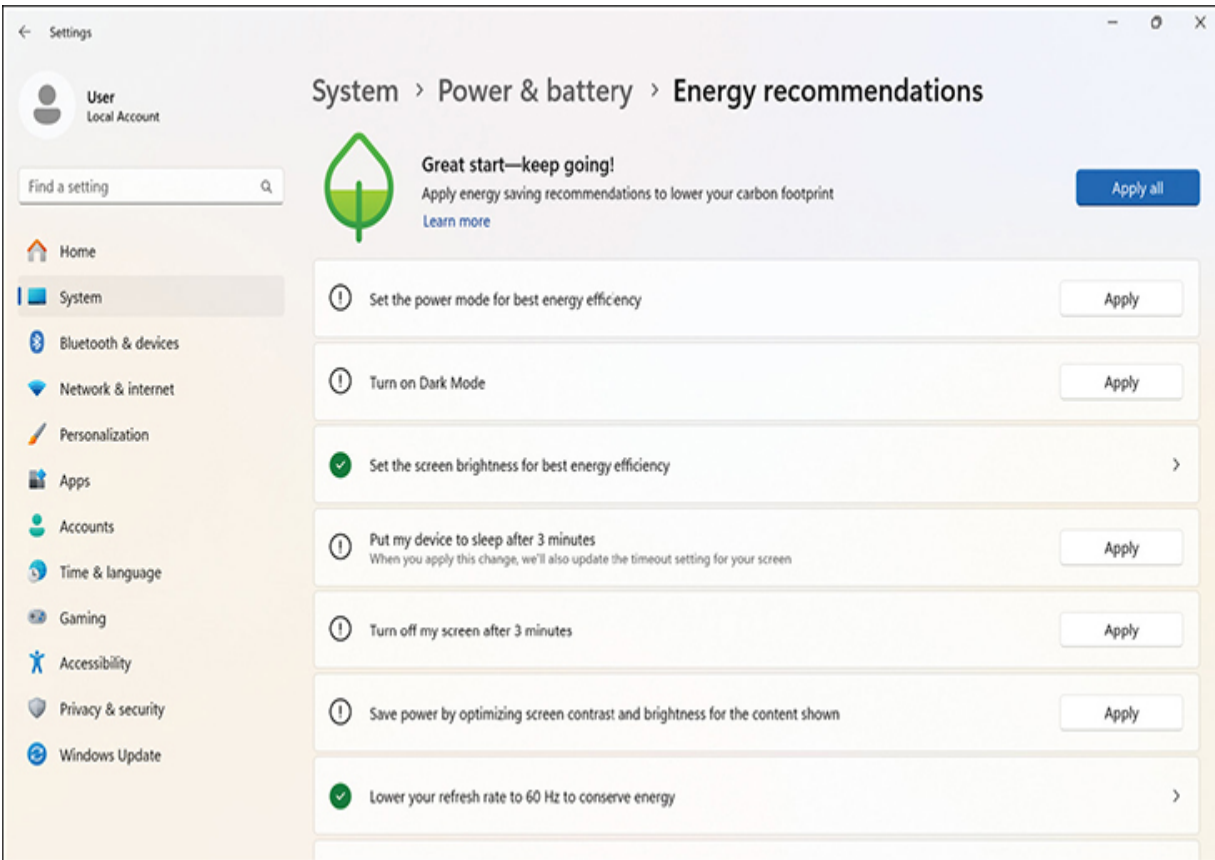 Settings
User
Local Account
Find a setting
Home
System
Bluetooth & devices
Network & internet
Personalization
Apps
Accounts
Time & language
Gaming
Accessibility
Privacy & security
Windows Update
System > Power & battery > Energy recommendations
Great start—keep going!
Apply energy saving recommendations to lower your carbon footprint
Learn more
Apply all
Set the power mode for best energy efficiency
Apply
Turn on Dark Mode
Apply
Set the screen brightness for best energy efficiency
Put my device to sleep after 3 minutes
When you apply this change, we'll also update the timeout setting for your screen
Apply
Turn off my screen after 3 minutes
Apply
Save power by optimizing screen contrast and brightness for the content shown
Apply
Lower your refresh rate to 60 Hz to conserve energy